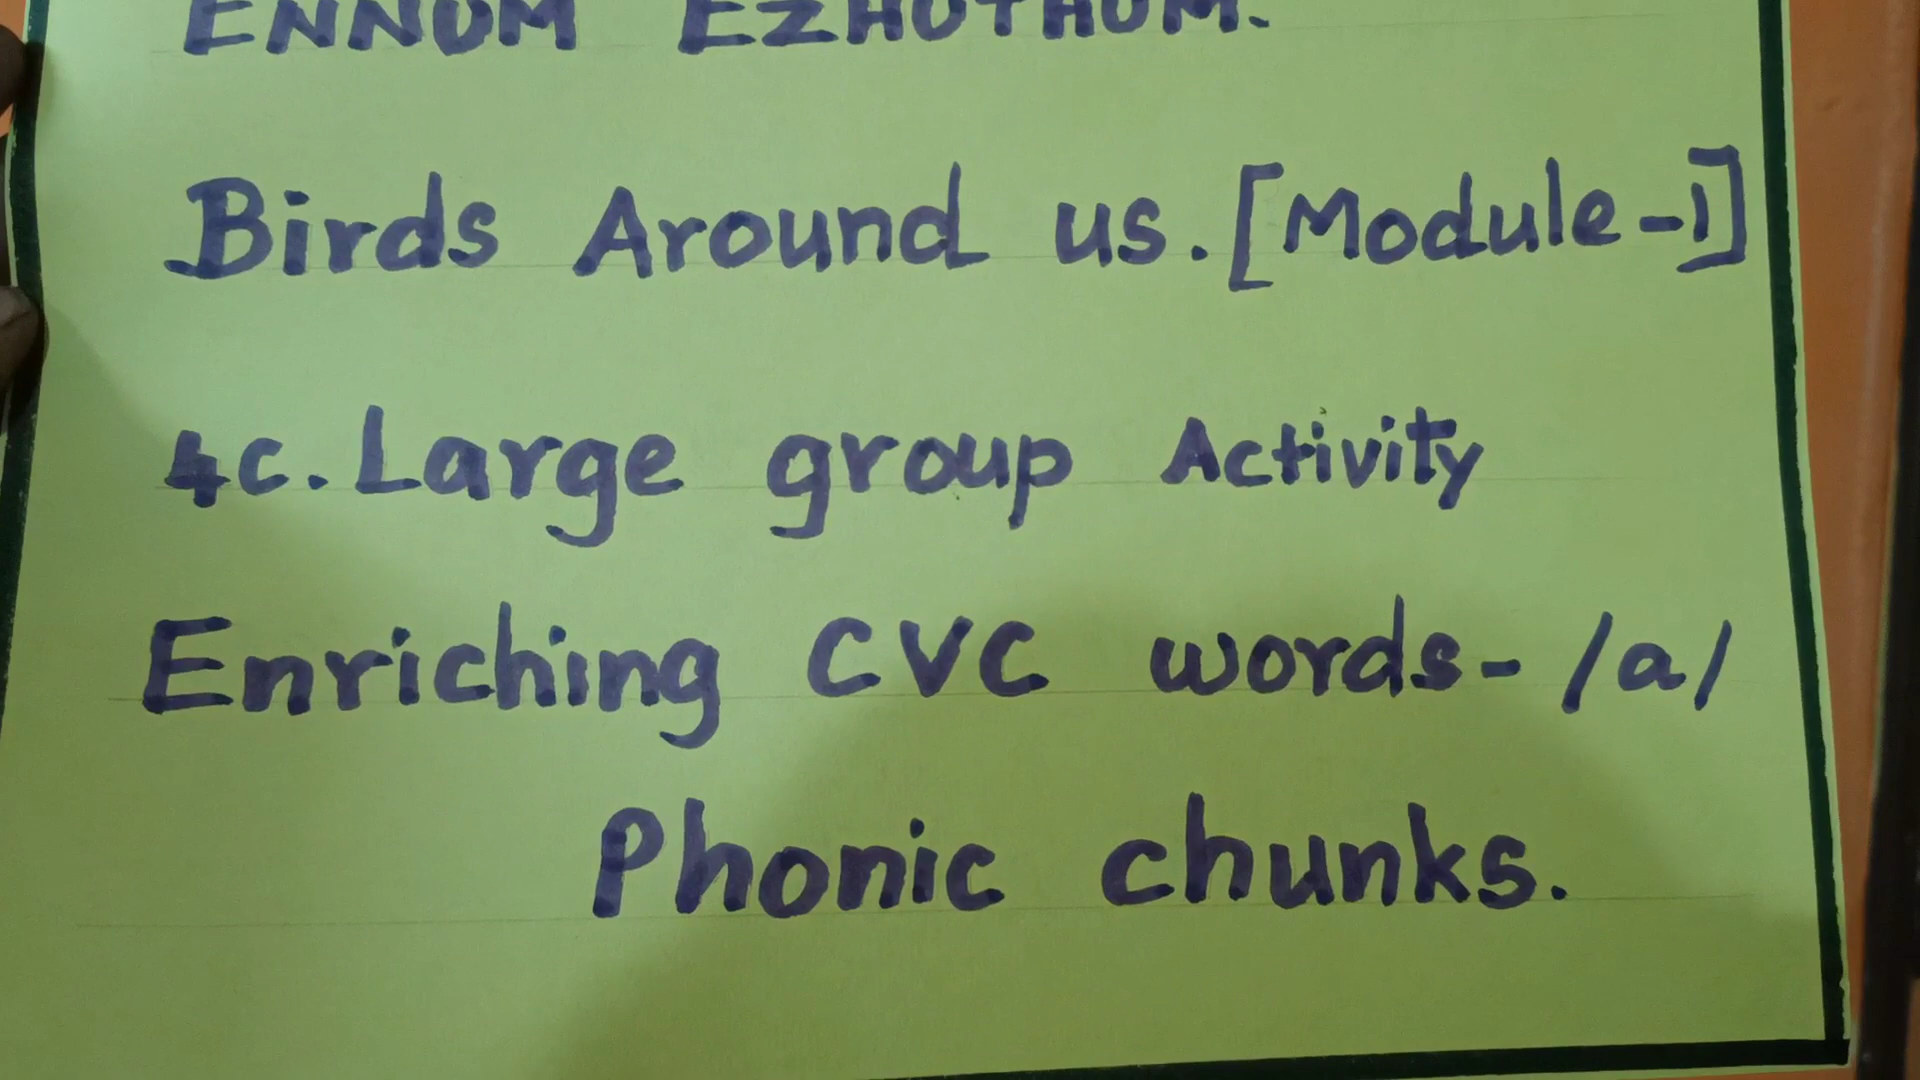 ENNUM EZHUTHUM.
Birds Around us. [Module-1]
4c. Large group Activity
Enriching CVC words- /a/
Phonic chunks.